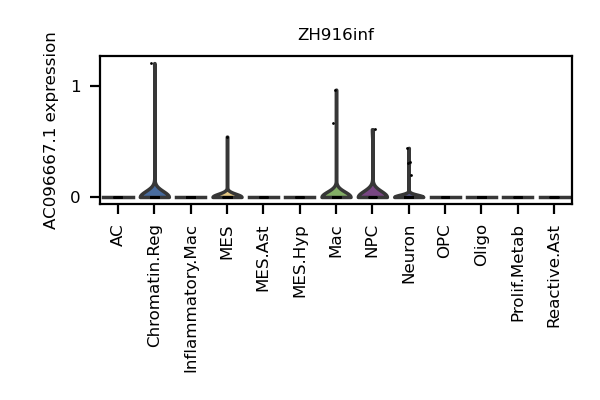 ZH916inf
AC096667.1 expression
1
0
AC
Chromatin.Reg
Inflammatory.Mac
MES
MES.Ast
MES.Hyp
Mac
NPC
Neuron
OPC
Oligo
Prolif.Metab
Reactive.Ast